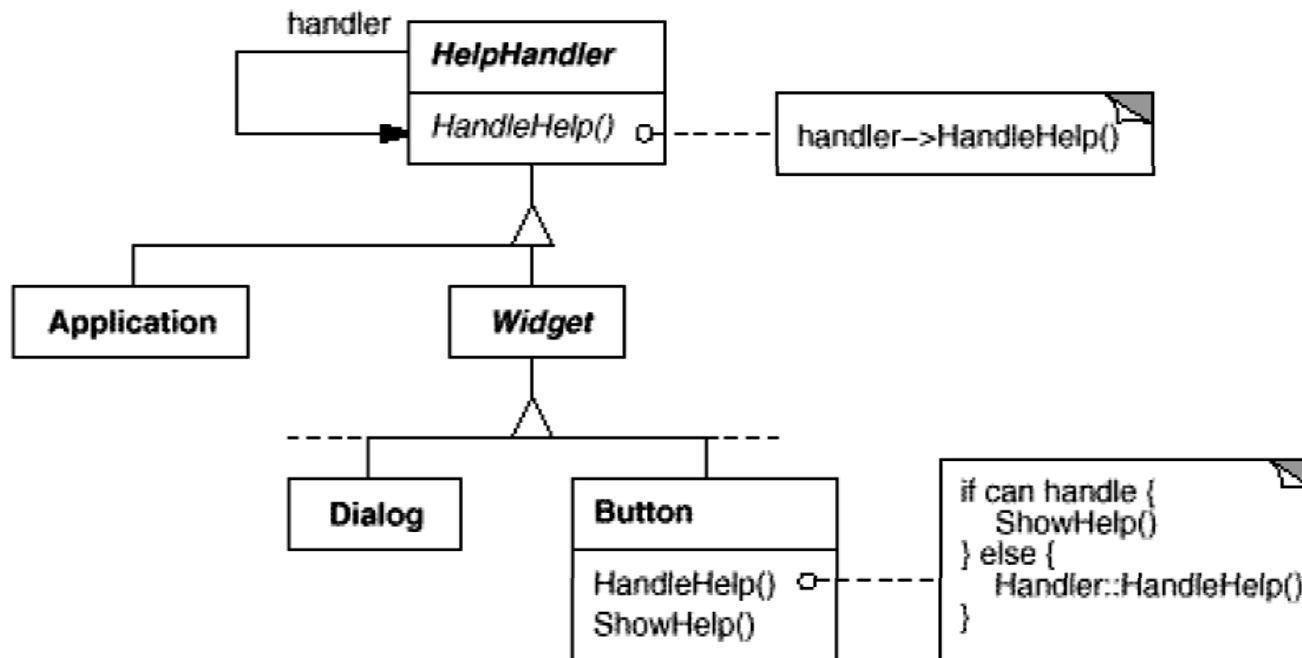 handler
HelpHandler
HandleHelp()
handler->HandleHelp()
Application
Widget
Dialog
Button
HandleHelp()
ShowHelp()
if can handle {
ShowHelp()
} else {
Handler::HandleHelp()
}